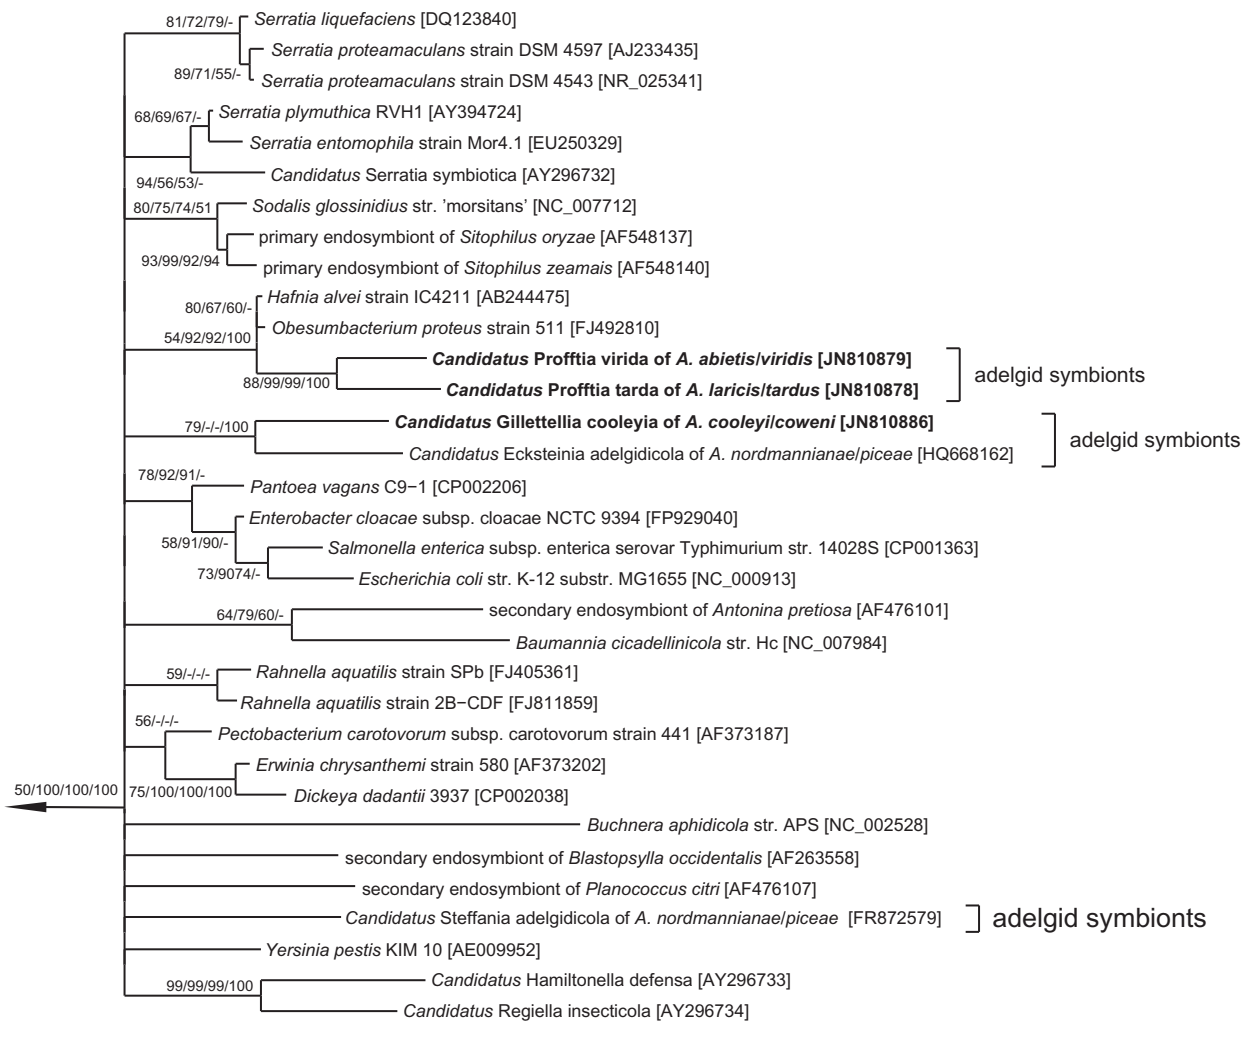 81/72/79/- Serratia liquefaciens [DQ123840]
Serratia proteamaculans strain DSM 4597 [AJ233435]
89/71/55/- Serratia proteamaculans strain DSM 4543 [NR_025341]
68/69/67/- Serratia plymuthica RVH1 [AY394724]
Serratia entomophila strain Mor4.1 [EU250329]
Candidatus Serratia symbiotica [AY296732]
94/56/53/-
80/75/74/51 Sodalis glossinidius str. ’morsitans’ [NC_007712]
primary endosymbiont of Sitophilus oryzae [AF548137]
93/99/92/94 primary endosymbiont of Sitophilus zeamais [AF548140]
80/67/60/- Hafnia alvei strain IC4211 [AB244475]
Obesumbacterium proteus strain 511 [FJ492810]
54/92/92/100
Candidatus Proffftia virida of A. abietis/viridis [JN810879]
adelgid symbionts
88/99/99/100 Candidatus Profftia tarda of A. laricis/tardus [JN810878]
79/-/-/100 Candidatus Gillettellia cooleyia of A. cooleyi/coweni [JN810886]
adelgid symbionts
Candidatus Ecksteinia adelgidicola of A. nordmannianae/piceae [HQ668162]
78/92/91/- Pantoea vagans C9−1 [CP002206]
Enterobacter cloacae subsp. cloacae NCTC 9394 [FP929040]
58/91/90/- Salmonella enterica subsp. enterica serovar Typhimurium str. 14028S [CP001363]
73/9074/- Escherichia coli str. K-12 substr. MG1655 [NC_000913]
64/79/60/- secondary endosymbiont of Antonina pretiosa [AF476101]
Baumannia cicadellinicola str. Hc [NC_007984]
59/-/-/- Rahnella aquatilis strain SPb [FJ405361]
Rahnella aquatilis strain 2B−CDF [FJ811859]
56/-/-/- Pectobacterium carotovorum subsp. carotovorum strain 441 [AF373187]
Erwinia chrysanthemi strain 580 [AF373202]
50/100/100/100 75/100/100/100 Dickeya dadantii 3937 [CP002038]
Buchnera aphidicola str. APS [NC_002528]
secondary endosymbiont of Blastopsylla occidentalis [AF263558]
secondary endosymbiont of Planococcus citri [AF476107]
Candidatus Steffania adelgidicola of A. nordmannianae/piceae [FR872579] adelgid symbionts
Yersinia pestis KIM 10 [AE009952]
99/99/99/100 Candidatus Hamiltonella defensa [AY296733]
Candidatus Regiella insecticola [AY296734]